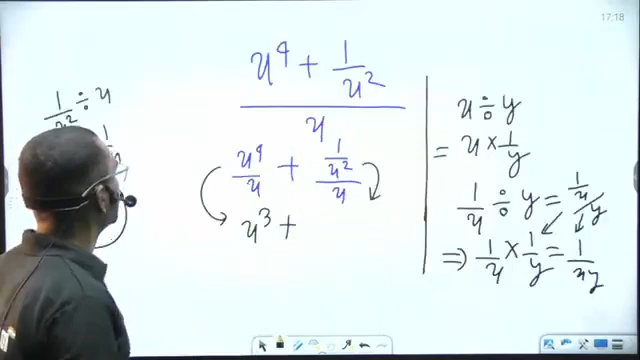 17:18
x⁴ + 1/x²
x
x⁴/x + (1/x²)/x
x³ +
1/x² ÷ x
x ÷ y
= x × 1/y
1/x ÷ y = (1/x)/y
⇒ 1/x × 1/y = 1/xy